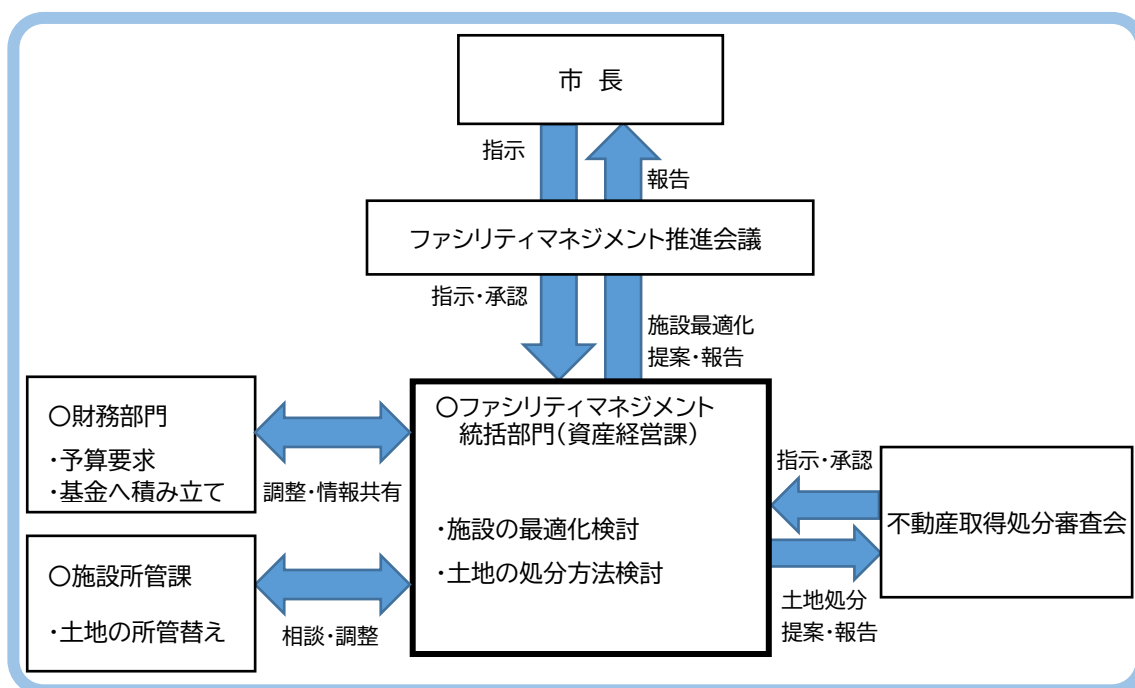 市 長
指示
報告
ファシリティマネジメント推進会議
指示・承認
施設最適化
提案・報告
〇財務部門
・予算要求
・基金へ積み立て
調整・情報共有
〇ファシリティマネジメント
統括部門(資産経営課)
・施設の最適化検討
・土地の処分方法検討
指示・承認
不動産取得処分審査会
土地処分
提案・報告
〇施設所管課
・土地の所管替え
相談・調整